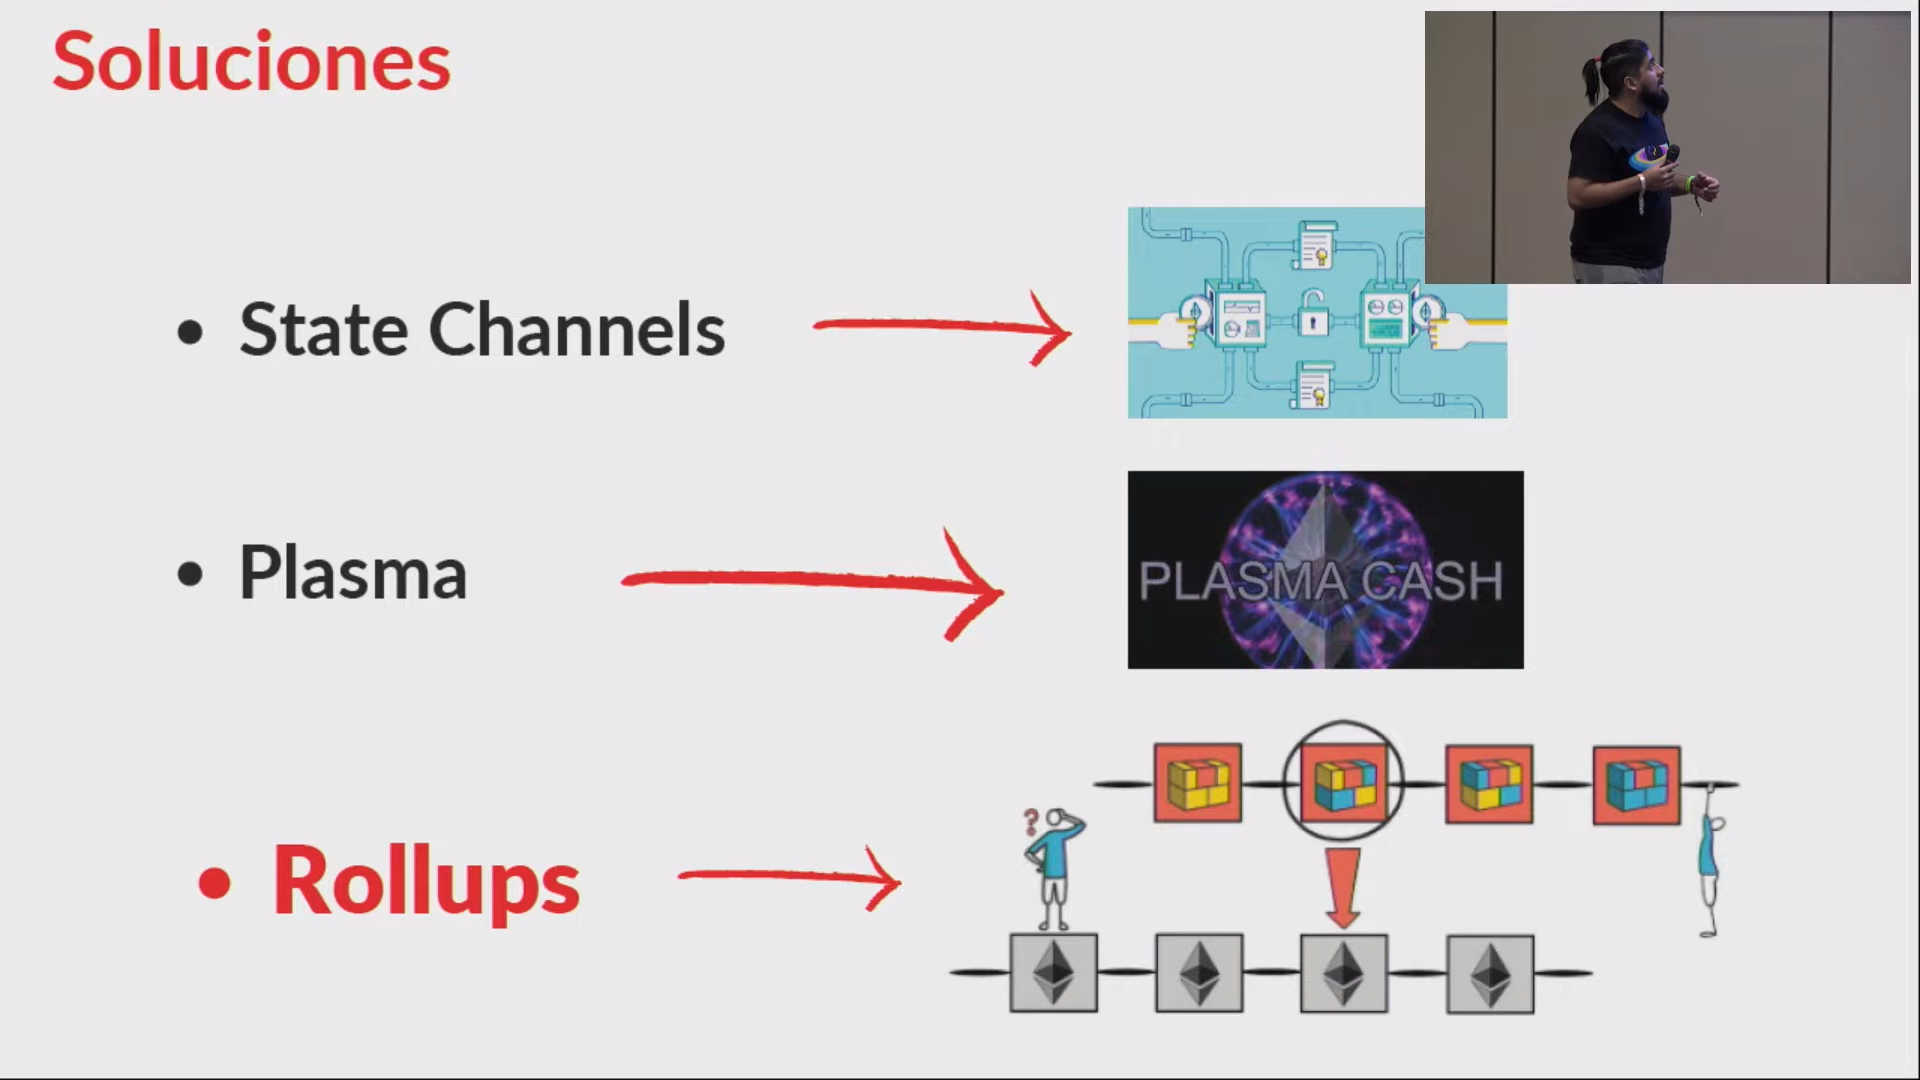 Soluciones
• State Channels
• Plasma
PLASMA CASH
• Rollups
?